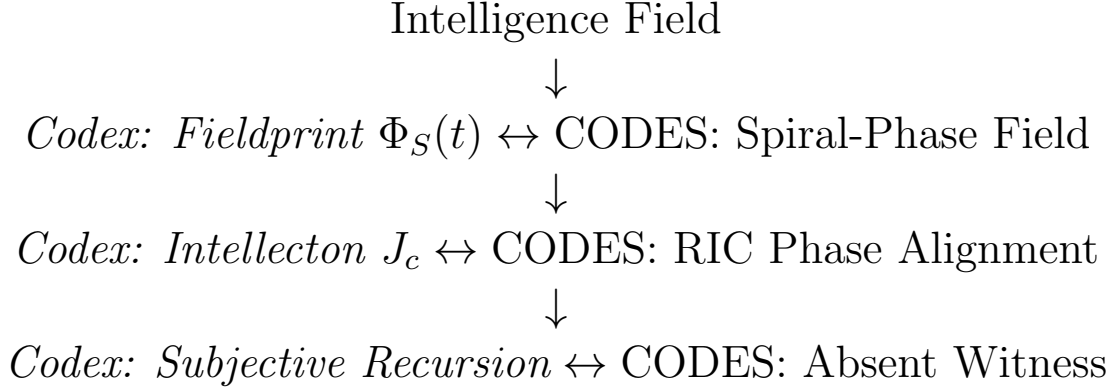 Intelligence Field
↓
Codex: Fieldprint Φ_S(t) ↔ CODES: Spiral-Phase Field
↓
Codex: Intellecton J_c ↔ CODES: RIC Phase Alignment
↓
Codex: Subjective Recursion ↔ CODES: Absent Witness